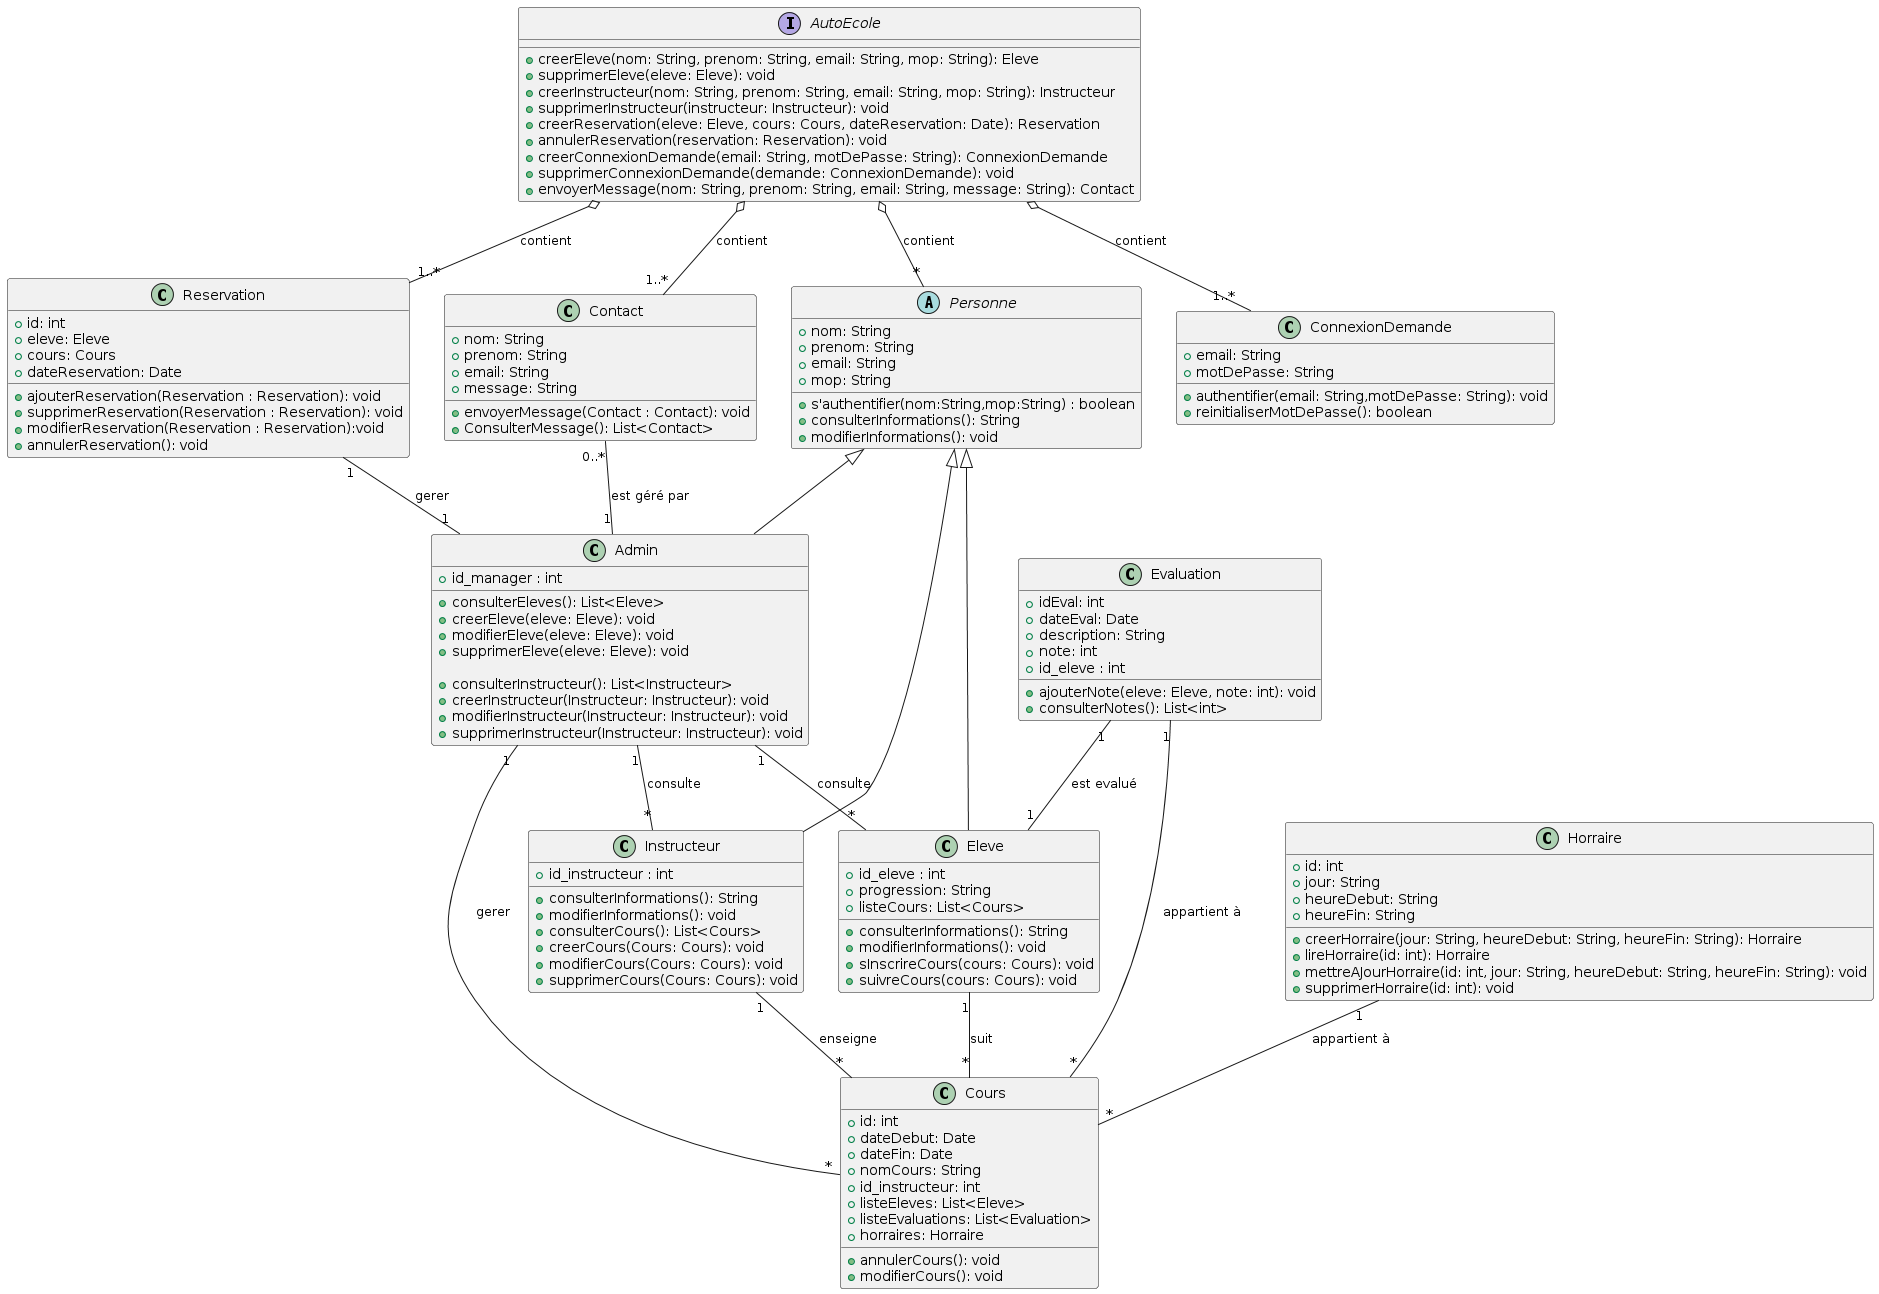 I AutoEcole
creerEleve(nom: String, prenom: String, email: String, mop: String): Eleve
supprimerEleve(eleve: Eleve): void
creerInstructeur(nom: String, prenom: String, email: String, mop: String): Instructeur
supprimerInstructeur(instructeur: Instructeur): void
creerReservation(eleve: Eleve, cours: Cours, dateReservation: Date): Reservation
annulerReservation(reservation: Reservation): void
creerConnexionDemande(email: String, motDePasse: String): ConnexionDemande
supprimerConnexionDemande(demande: ConnexionDemande): void
envoyerMessage(nom: String, prenom: String, email: String, message: String): Contact
contient
contient
contient
contient
1..*
1..*
*
1..*
C Reservation
id: int
eleve: Eleve
cours: Cours
dateReservation: Date
ajouterReservation(Reservation : Reservation): void
supprimerReservation(Reservation : Reservation): void
modifierReservation(Reservation : Reservation):void
annulerReservation(): void
C Contact
nom: String
prenom: String
email: String
message: String
envoyerMessage(Contact : Contact): void
ConsulterMessage(): List<Contact>
A Personne
nom: String
prenom: String
email: String
mop: String
s'authentifier(nom:String,mop:String) : boolean
consulterInformations(): String
modifierInformations(): void
C ConnexionDemande
email: String
motDePasse: String
authentifier(email: String,motDePasse: String): void
reinitialiserMotDePasse(): boolean
1
gerer
1
0..*
est géré par
1
C Admin
id_manager : int
consulterEleves(): List<Eleve>
creerEleve(eleve: Eleve): void
modifierEleve(eleve: Eleve): void
supprimerEleve(eleve: Eleve): void
consulterInstructeur(): List<Instructeur>
creerInstructeur(Instructeur: Instructeur): void
modifierInstructeur(Instructeur: Instructeur): void
supprimerInstructeur(Instructeur: Instructeur): void
C Evaluation
idEval: int
dateEval: Date
description: String
note: int
id_eleve : int
ajouterNote(eleve: Eleve, note: int): void
consulterNotes(): List<int>
1
1
consulte
*
1
consulte
*
1
est evalué
1
1
C Instructeur
id_instructeur : int
consulterInformations(): String
modifierInformations(): void
consulterCours(): List<Cours>
creerCours(Cours: Cours): void
modifierCours(Cours: Cours): void
supprimerCours(Cours: Cours): void
C Eleve
id_eleve : int
progression: String
listeCours: List<Cours>
consulterInformations(): String
modifierInformations(): void
sInscrireCours(cours: Cours): void
suivreCours(cours: Cours): void
C Horraire
id: int
jour: String
heureDebut: String
heureFin: String
creerHorraire(jour: String, heureDebut: String, heureFin: String): Horraire
lireHorraire(id: int): Horraire
mettreAJourHorraire(id: int, jour: String, heureDebut: String, heureFin: String): void
supprimerHorraire(id: int): void
gerer
appartient à
1
enseigne
*
1
suit
*
*
1
appartient à
*
*
C Cours
id: int
dateDebut: Date
dateFin: Date
nomCours: String
id_instructeur: int
listeEleves: List<Eleve>
listeEvaluations: List<Evaluation>
horraires: Horraire
annulerCours(): void
modifierCours(): void